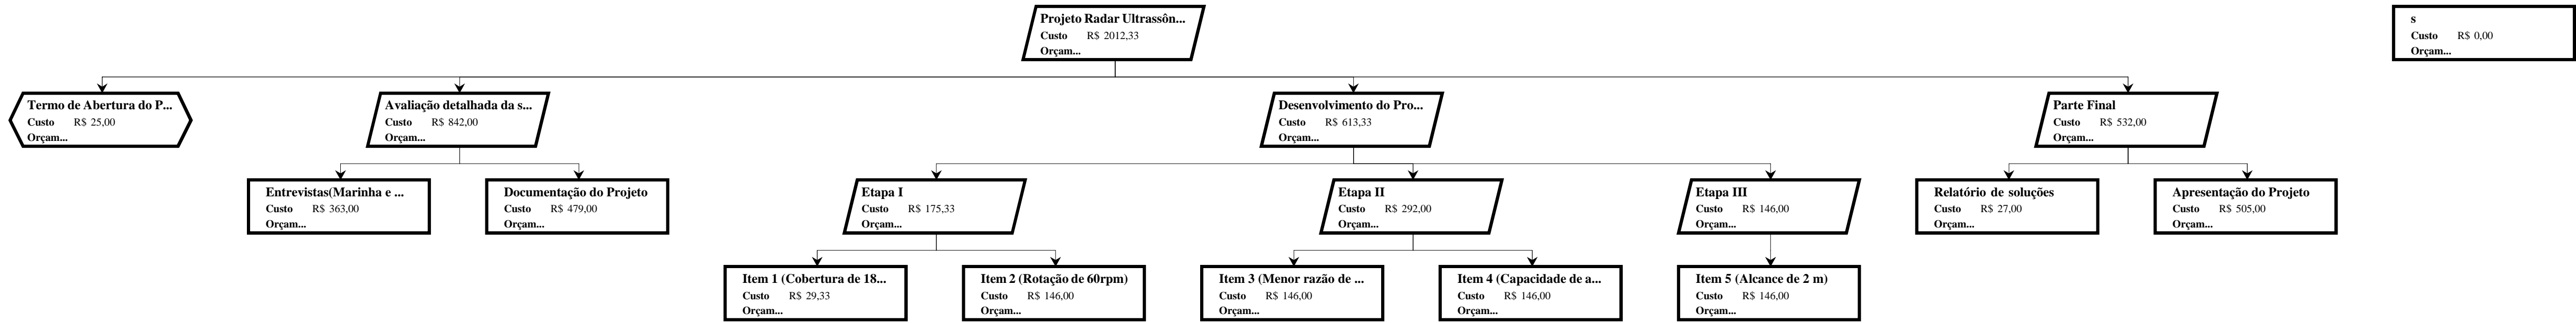 Projeto Radar Ultrassôn...
Custo R$ 2012,33
Orçam...
s
Custo R$ 0,00
Orçam...
Termo de Abertura do P...
Custo R$ 25,00
Orçam...
Avaliação detalhada da s...
Custo R$ 842,00
Orçam...
Desenvolvimento do Pro...
Custo R$ 613,33
Orçam...
Parte Final
Custo R$ 532,00
Orçam...
Entrevistas(Marinha e ...
Custo R$ 363,00
Orçam...
Documentação do Projeto
Custo R$ 479,00
Orçam...
Etapa I
Custo R$ 175,33
Orçam...
Etapa II
Custo R$ 292,00
Orçam...
Etapa III
Custo R$ 146,00
Orçam...
Relatório de soluções
Custo R$ 27,00
Orçam...
Apresentação do Projeto
Custo R$ 505,00
Orçam...
Item 1 (Cobertura de 18...
Custo R$ 29,33
Orçam...
Item 2 (Rotação de 60rpm)
Custo R$ 146,00
Orçam...
Item 3 (Menor razão de ...
Custo R$ 146,00
Orçam...
Item 4 (Capacidade de a...
Custo R$ 146,00
Orçam...
Item 5 (Alcance de 2 m)
Custo R$ 146,00
Orçam...